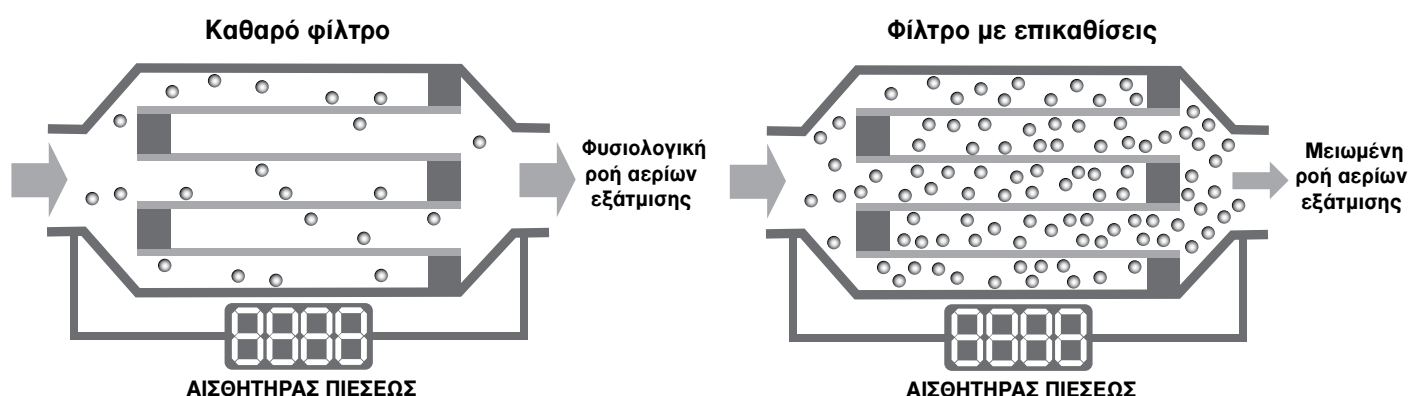 Καθαρό φίλτρο
Φυσιολογική
ροή αερίων
εξάτμισης
ΑΙΣΘΗΤΗΡΑΣ ΠΙΕΣΕΩΣ
Φίλτρο με επικαθίσεις
Μειωμένη
ροή αερίων
εξάτμισης
ΑΙΣΘΗΤΗΡΑΣ ΠΙΕΣΕΩΣ